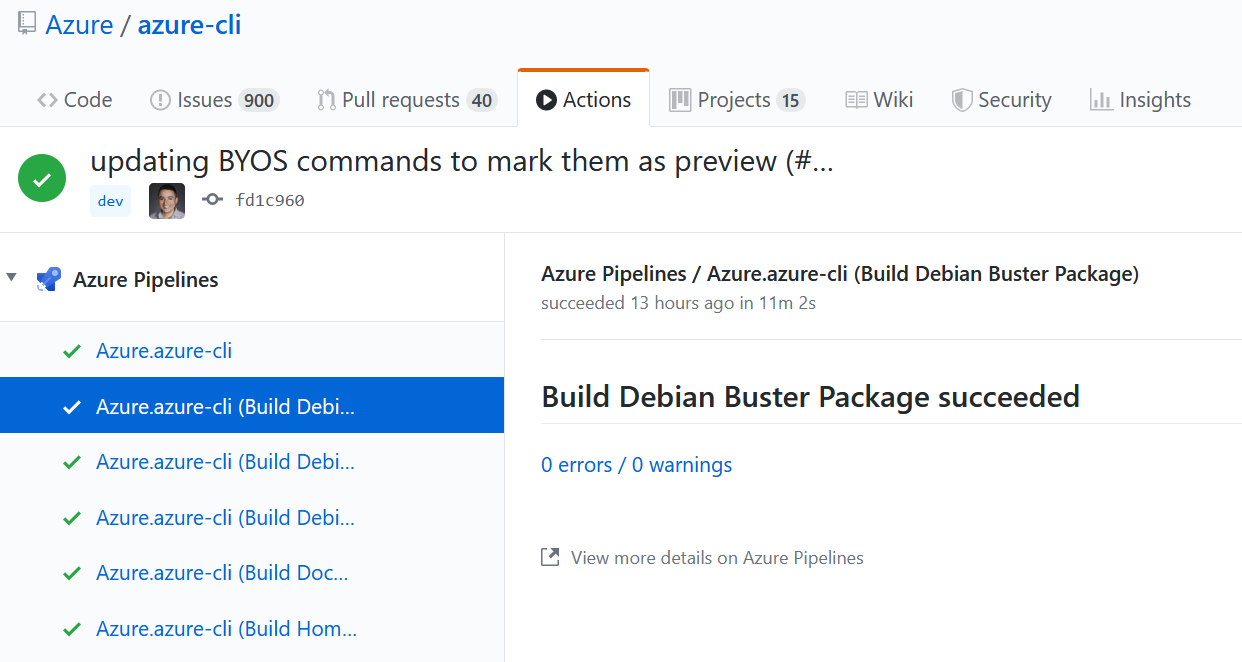 Azure / azure-cli
Code Issues 900 Pull requests 40 Actions Projects 15 Wiki Security Insights
updating BYOS commands to mark them as preview (#...
dev fd1c960
Azure Pipelines
Azure.azure-cli
Azure.azure-cli (Build Debi...
Azure.azure-cli (Build Debi...
Azure.azure-cli (Build Debi...
Azure.azure-cli (Build Doc...
Azure.azure-cli (Build Hom...
Azure Pipelines / Azure.azure-cli (Build Debian Buster Package)
succeeded 13 hours ago in 11m 2s
Build Debian Buster Package succeeded
0 errors / 0 warnings
View more details on Azure Pipelines